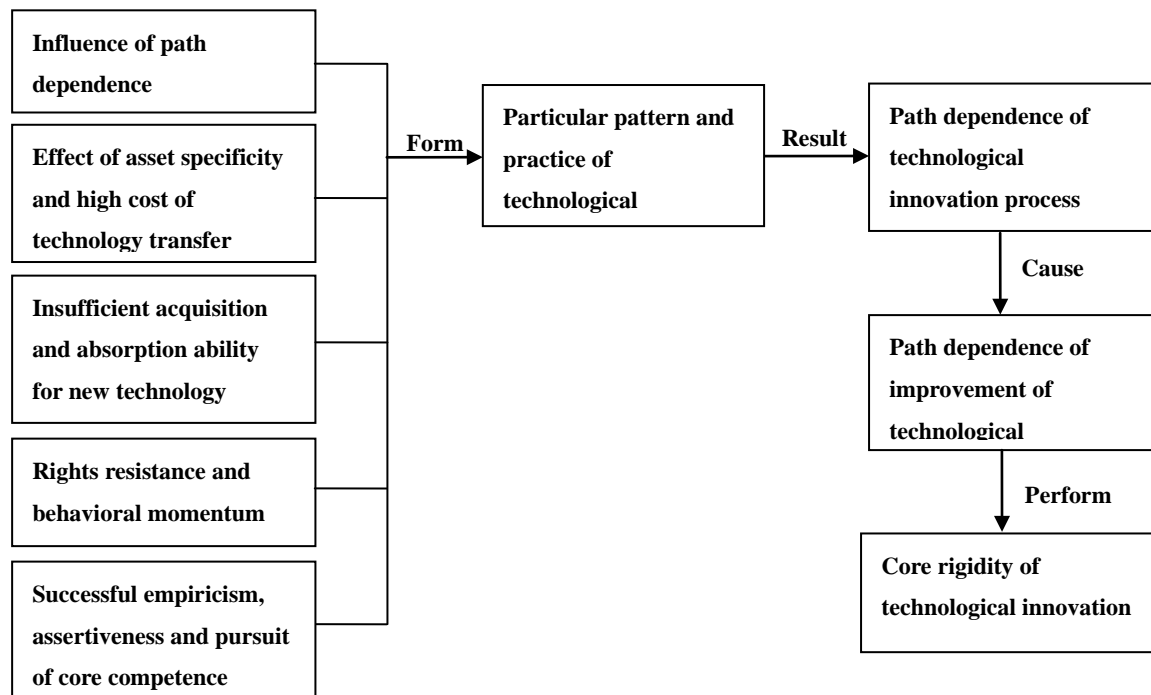 Influence of path
dependence
Effect of asset specificity
and high cost of
technology transfer
Insufficient acquisition
and absorption ability
for new technology
Rights resistance and
behavioral momentum
Successful empiricism,
assertiveness and pursuit
of core competence
Form
Particular pattern and
practice of
technological
Result
Path dependence of
technological
innovation process
Cause
Path dependence of
improvement of
technological
Perform
Core rigidity of
technological innovation